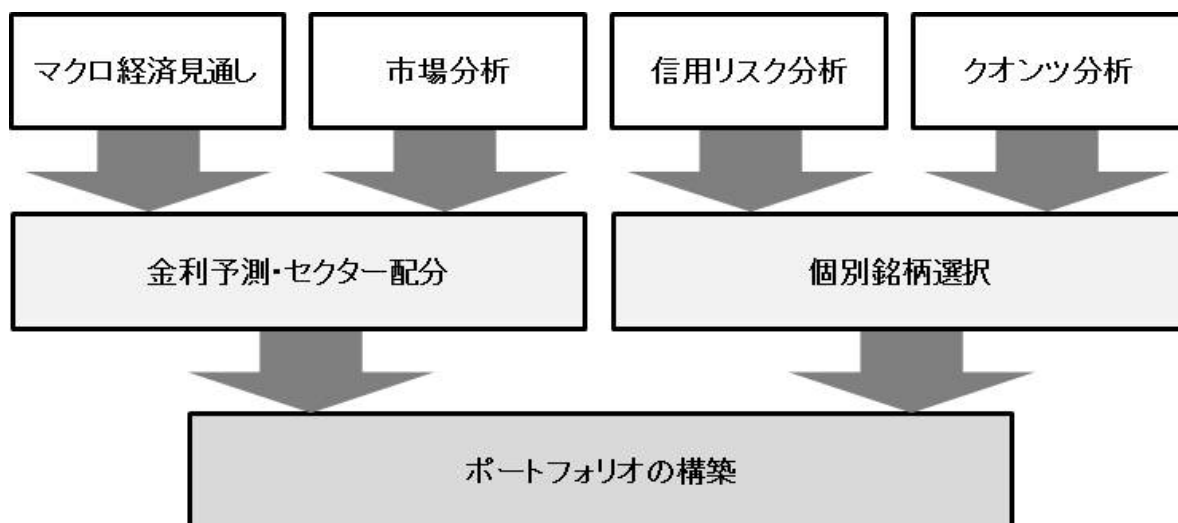 マクロ経済見通し
市場分析
信用リスク分析
クオンツ分析
金利予測・セクター配分
個別銘柄選択
ポートフォリオの構築